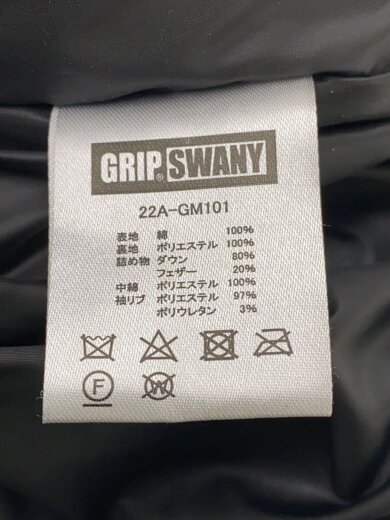 GRIP® SWANY
22A-GM101
表地 綿 100%
裏地 ポリエステル 100%
詰め物 ダウン 80%
フェザー 20%
中綿 ポリエステル 100%
袖リブ ポリエステル 97%
ポリウレタン 3%
F W